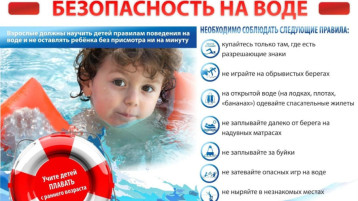 БЕЗОПАСНОСТЬ НА ВОДЕ
Взрослые должны научить детей правилам поведения на
воде и не оставлять ребёнка без присмотра ни на минуту
НЕОБХОДИМО СОБЛЮДАТЬ СЛЕДУЮЩИЕ ПРАВИЛА:
купайтесь только там, где есть
разрешающие знаки
не играйте на обрывистых берегах
на открытой воде (на лодках, плотах,
«бананах») одевайте спасательные жилеты
не заплывайте далеко от берега на
надувных матрасах
не заплывайте за буйки
не затевайте опасных игр на воде
не ныряйте в незнакомых местах
Учите детей
ПЛАВАТЬ
с раннего возраста